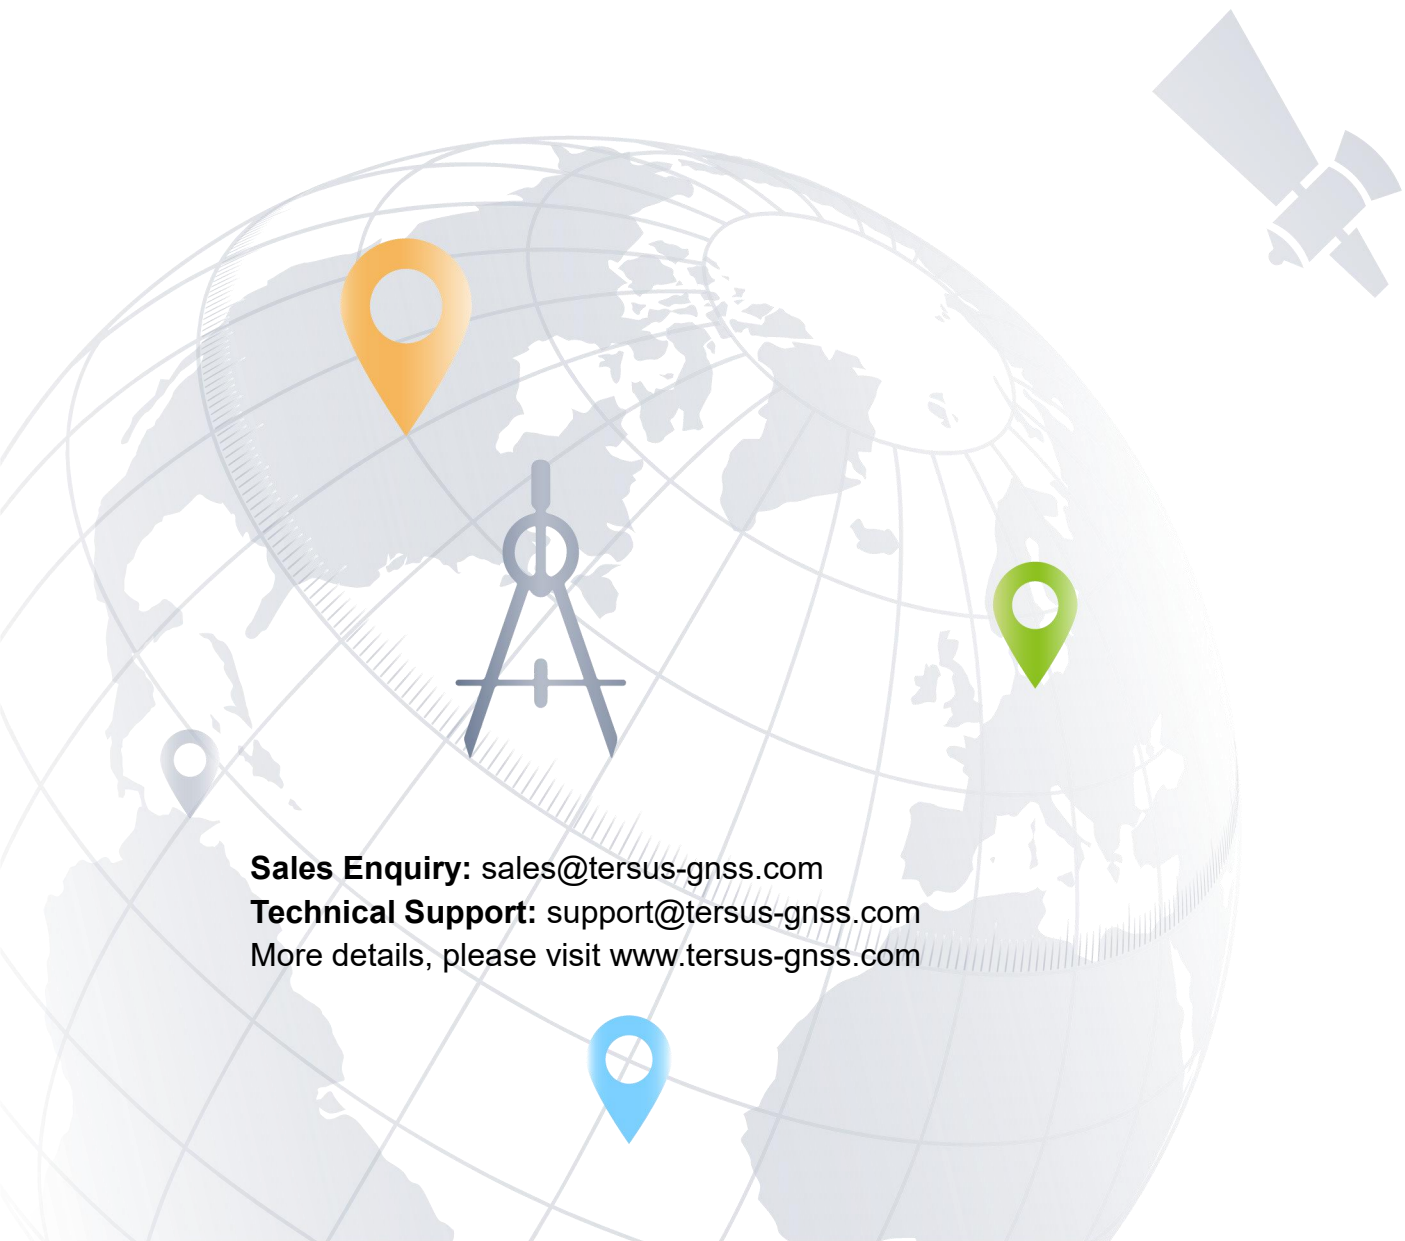 Sales Enquiry: sales@tersus-gnss.com
Technical Support: support@tersus-gnss.com
More details, please visit www.tersus-gnss.com